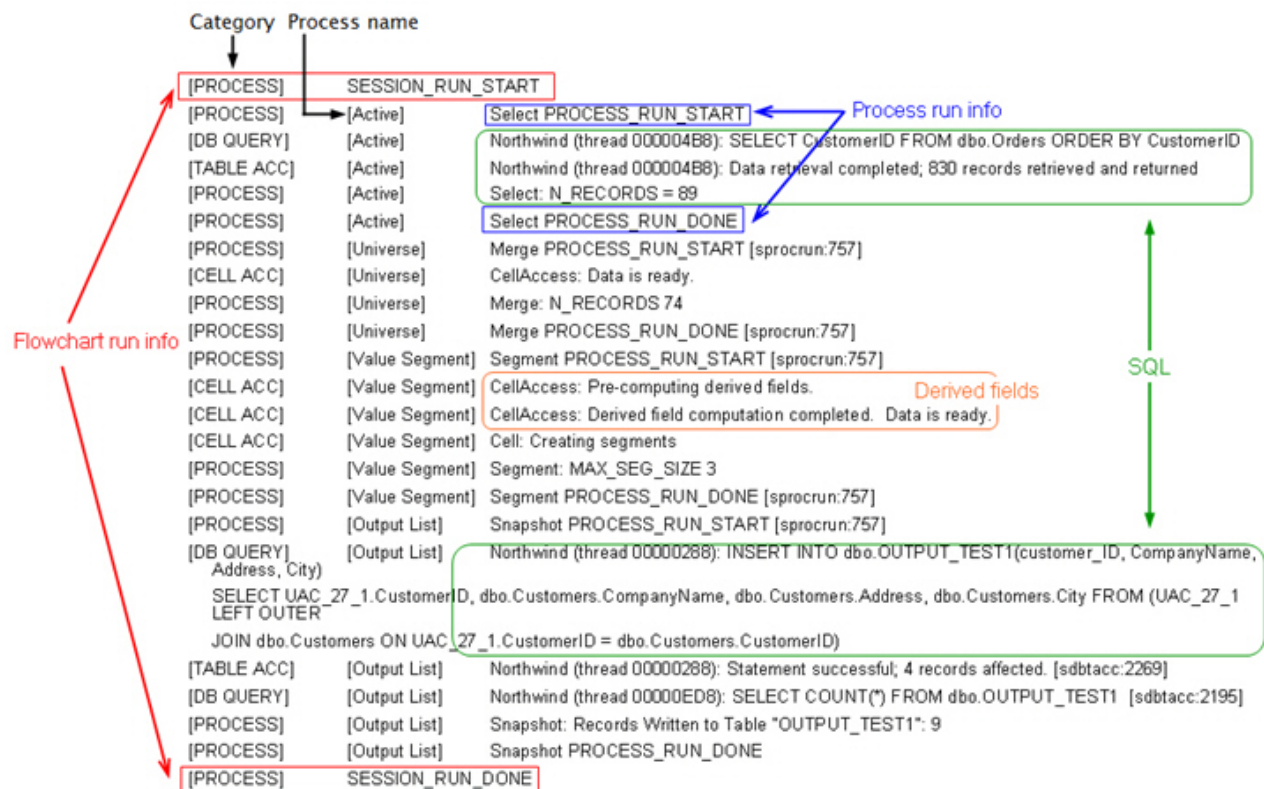 Category Process name
[PROCESS] SESSION_RUN_START
[PROCESS] [Active] Select PROCESS_RUN_START Process run info
[DB QUERY] [Active] Northwind (thread 000004B8): SELECT CustomerID FROM dbo.Orders ORDER BY CustomerID
[TABLE ACC] [Active] Northwind (thread 000004B8): Data retrieval completed; 830 records retrieved and returned
[PROCESS] [Active] Select: N_RECORDS = 89
[PROCESS] [Active] Select PROCESS_RUN_DONE
[PROCESS] [Universe] Merge PROCESS_RUN_START [sprocrun:757]
[CELL ACC] [Universe] CellAccess: Data is ready.
[PROCESS] [Universe] Merge: N_RECORDS 74
[PROCESS] [Universe] Merge PROCESS_RUN_DONE [sprocrun:757]
Flowchart run info
[PROCESS] [Value Segment] Segment PROCESS_RUN_START [sprocrun:757]
SQL
[CELL ACC] [Value Segment] CellAccess: Pre-computing derived fields. Derived fields
[CELL ACC] [Value Segment] CellAccess: Derived field computation completed. Data is ready.
[CELL ACC] [Value Segment] Cell: Creating segments
[PROCESS] [Value Segment] Segment: MAX_SEG_SIZE 3
[PROCESS] [Value Segment] Segment PROCESS_RUN_DONE [sprocrun:757]
[PROCESS] [Output List] Snapshot PROCESS_RUN_START [sprocrun:757]
[DB QUERY] [Output List] Northwind (thread 00000288): INSERT INTO dbo.OUTPUT_TEST1(customer_ID, CompanyName,
Address, City)
SELECT UAC_27_1.CustomerID, dbo.Customers.CompanyName, dbo.Customers.Address, dbo.Customers.City FROM (UAC_27_1
LEFT OUTER
JOIN dbo.Customers ON UAC_27_1.CustomerID = dbo.Customers.CustomerID)
[TABLE ACC] [Output List] Northwind (thread 00000288): Statement successful; 4 records affected. [sdbtacc:2269]
[DB QUERY] [Output List] Northwind (thread 00000ED8): SELECT COUNT(*) FROM dbo.OUTPUT_TEST1 [sdbtacc:2195]
[PROCESS] [Output List] Snapshot: Records Written to Table "OUTPUT_TEST1": 9
[PROCESS] [Output List] Snapshot PROCESS_RUN_DONE
[PROCESS] SESSION_RUN_DONE